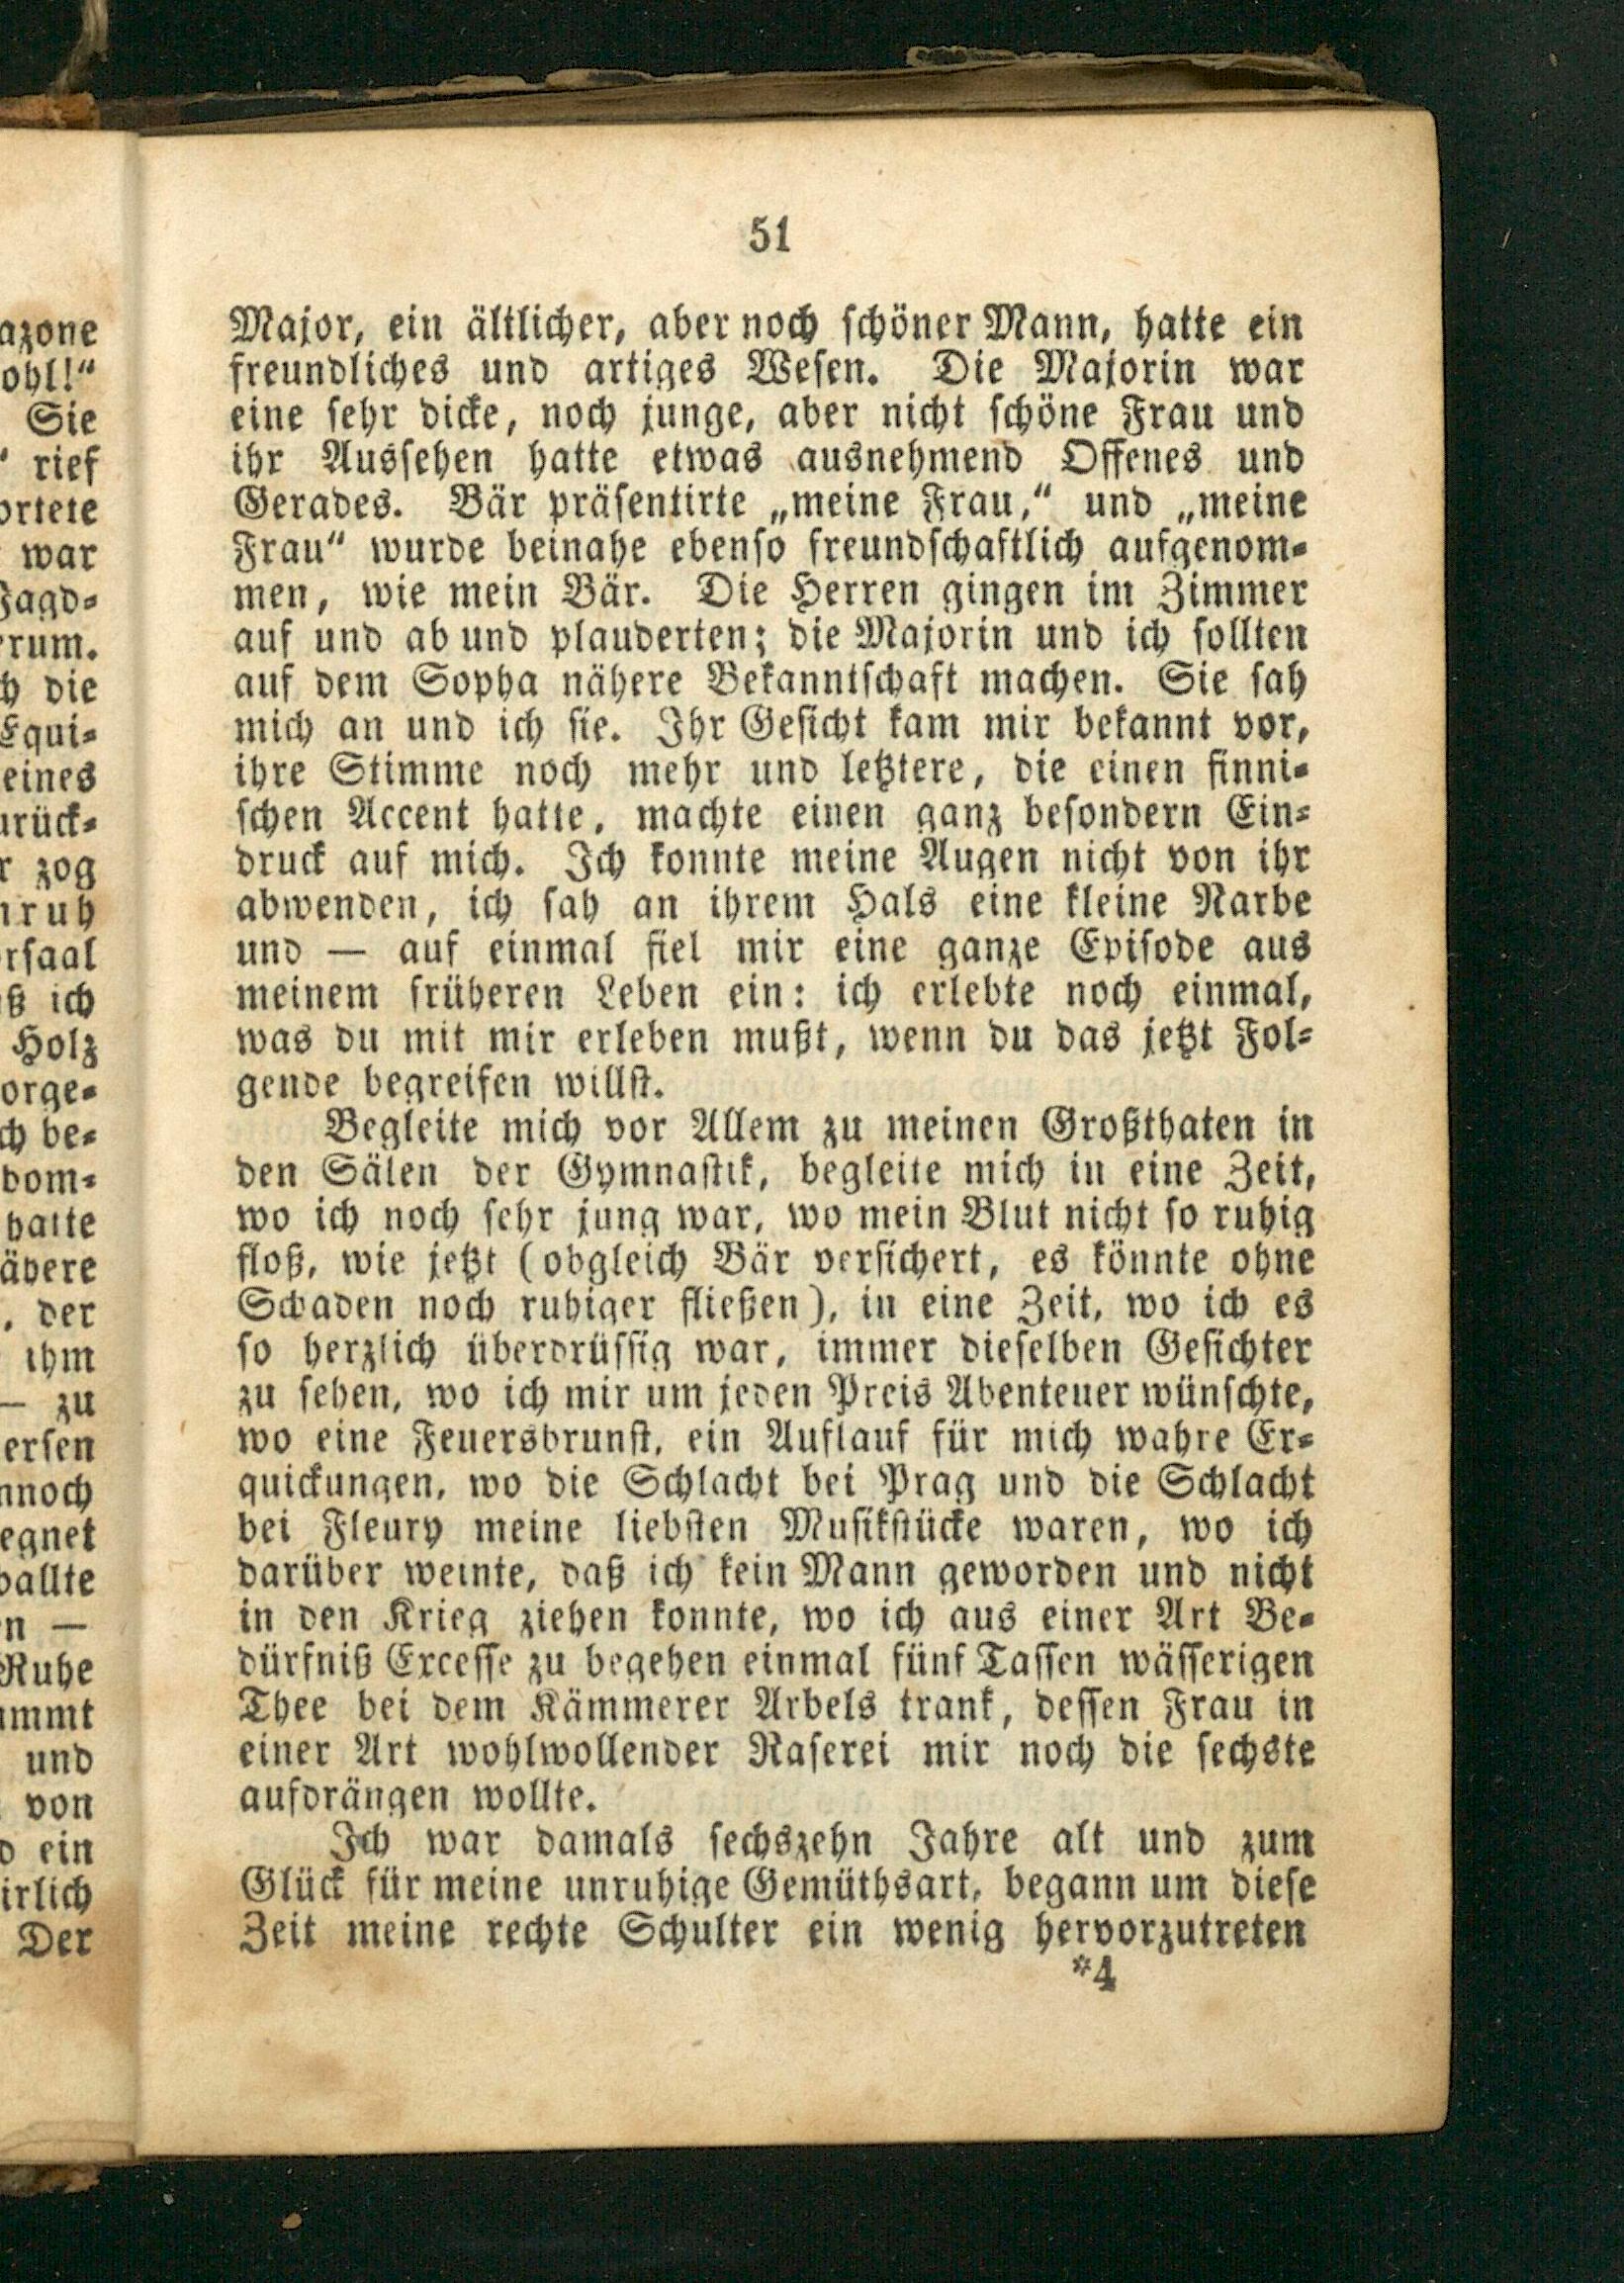 51
Major, ein ältlicher, aber noch schöner Mann, hatte ein
freundliches und artiges Wesen. Die Majorin war
eine sehr dicke, noch junge, aber nicht schöne Frau und
ihr Aussehen hatte etwas ausnehmend Offenes und
Gerades. Bär präsentirte „meine Frau,“ und „meine
Frau“ wurde beinahe ebenso freundschaftlich aufgenom-
men, wie mein Bär. Die Herren gingen im Zimmer
auf und ab und plauderten; die Majorin und ich sollten
auf dem Sopha nähere Bekanntschaft machen. Sie sah
mich an und ich sie. Ihr Gesicht kam mir bekannt vor,
ihre Stimme noch mehr und letztere, die einen finni-
schen Accent hatte, machte einen ganz besondern Ein-
druck auf mich. Ich konnte meine Augen nicht von ihr
abwenden, ich sah an ihrem Hals eine kleine Narbe
und — auf einmal fiel mir eine ganze Episode aus
meinem früheren Leben ein: ich erlebte noch einmal,
was du mit mir erleben mußt, wenn du das jetzt Fol-
gende begreifen willst.
Begleite mich vor Allem zu meinen Großthaten in
den Sälen der Gymnastik, begleite mich in eine Zeit,
wo ich noch sehr jung war, wo mein Blut nicht so ruhig
floß, wie jetzt (obgleich Bär versichert, es könnte ohne
Schaden noch ruhiger fließen), in eine Zeit, wo ich es
so herzlich überdrüssig war, immer dieselben Gesichter
zu sehen, wo ich mir um jeden Preis Abenteuer wünschte,
wo eine Feuersbrunst, ein Auflauf für mich wahre Er-
quickungen, wo die Schlacht bei Prag und die Schlacht
bei Fleury meine liebsten Musikstücke waren, wo ich
darüber weinte, daß ich kein Mann geworden und nicht
in den Krieg ziehen konnte, wo ich aus einer Art Be-
dürfniß Excesse zu begehen einmal fünf Tassen wässerigen
Thee bei dem Kämmerer Arbels trank, dessen Frau in
einer Art wohlwollender Raserei mir noch die sechste
aufdrängen wollte.
Ich war damals sechszehn Jahre alt und zum
Glück für meine unruhige Gemüthsart, begann um diese
Zeit meine rechte Schulter ein wenig hervorzutreten
*4